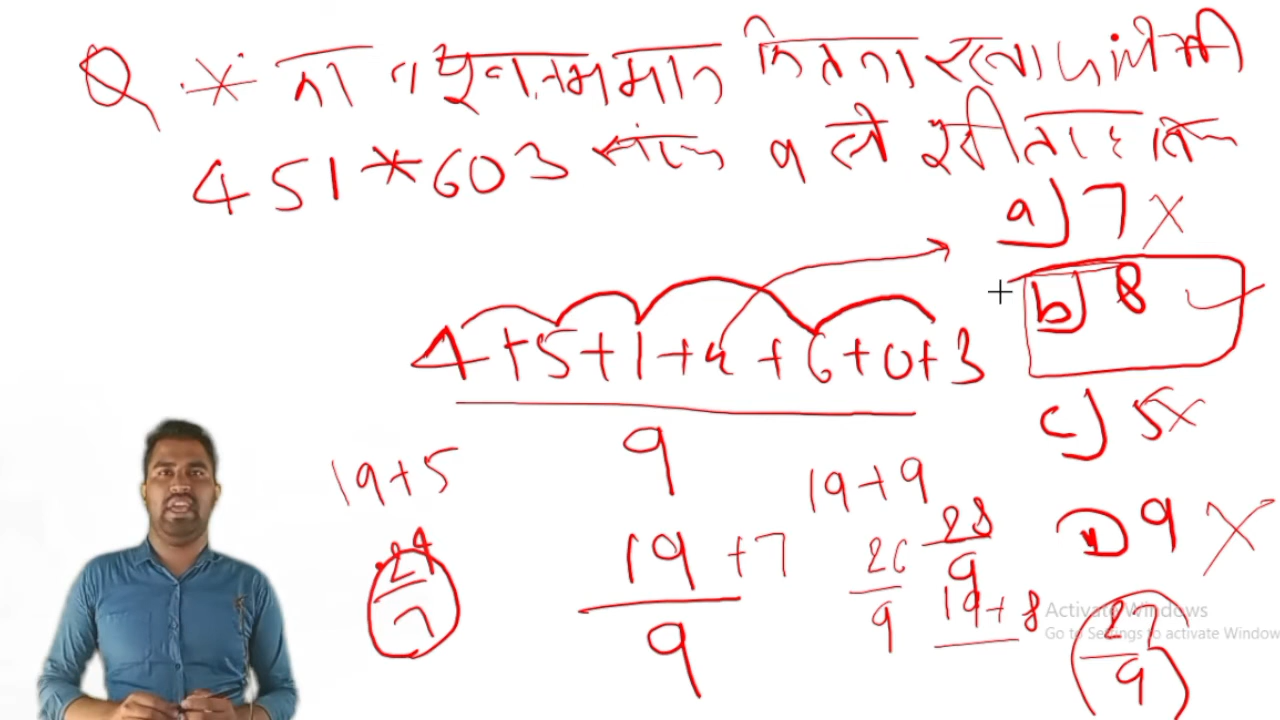 Q * का न्यूनतम मान कितना रखा जाये की
451*603 संख्या 9 से
a) 7 x
b) 8
4+5+1+x+6+0+3
c) 5x
9
19+5
19+9
d) 9 X
24
7
19 +7
9
26
9
28
9
19+8
27
9
Activate Windows
Go to Settings to activate Window